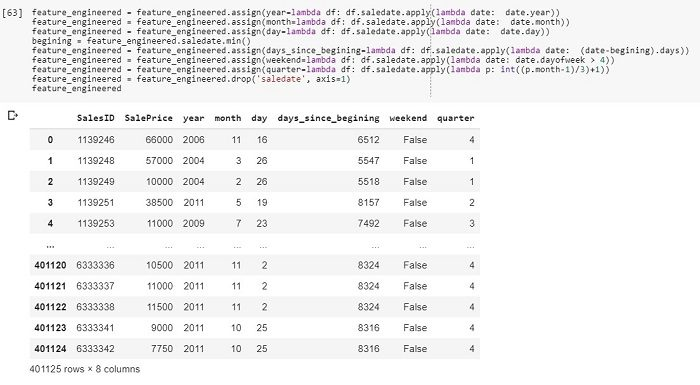 [63] feature_engineered = feature_engineered.assign(year=lambda df: df.saledate.apply(lambda date:  date.year))
feature_engineered = feature_engineered.assign(month=lambda df: df.saledate.apply(lambda  date:  date.month))
feature_engineered = feature_engineered.assign(day=lambda df: df.saledate.apply(lambda  date:  date.day))
begining = feature_engineered.saledate.min()
feature_engineered = feature_engineered.assign(days_since_begining=lambda df: df.saledate.apply(lambda date:  (date-begining).days))
feature_engineered = feature_engineered.assign(weekend=lambda df: df.saledate.apply(lambda date: date.dayofweek > 4))
feature_engineered = feature_engineered.assign(quarter=lambda df: df.saledate.apply(lambda p: int((p.month-1)/3)+1))
feature_engineered = feature_engineered.drop('saledate', axis=1)
feature_engineered
SalesID SalePrice year month day days_since_begining weekend quarter
0 1139246 66000 2006 11 16 6512 False 4
1 1139248 57000 2004 3 26 5547 False 1
2 1139249 10000 2004 2 26 5518 False 1
3 1139251 38500 2011 5 19 8157 False 2
4 1139253 11000 2009 7 23 7492 False 3
... ... ... ... ... ... ... ... ...
401120 6333336 10500 2011 11 2 8324 False 4
401121 6333337 11000 2011 11 2 8324 False 4
401122 6333338 11500 2011 11 2 8324 False 4
401123 6333341 9000 2011 10 25 8316 False 4
401124 6333342 7750 2011 10 25 8316 False 4
401125 rows × 8 columns